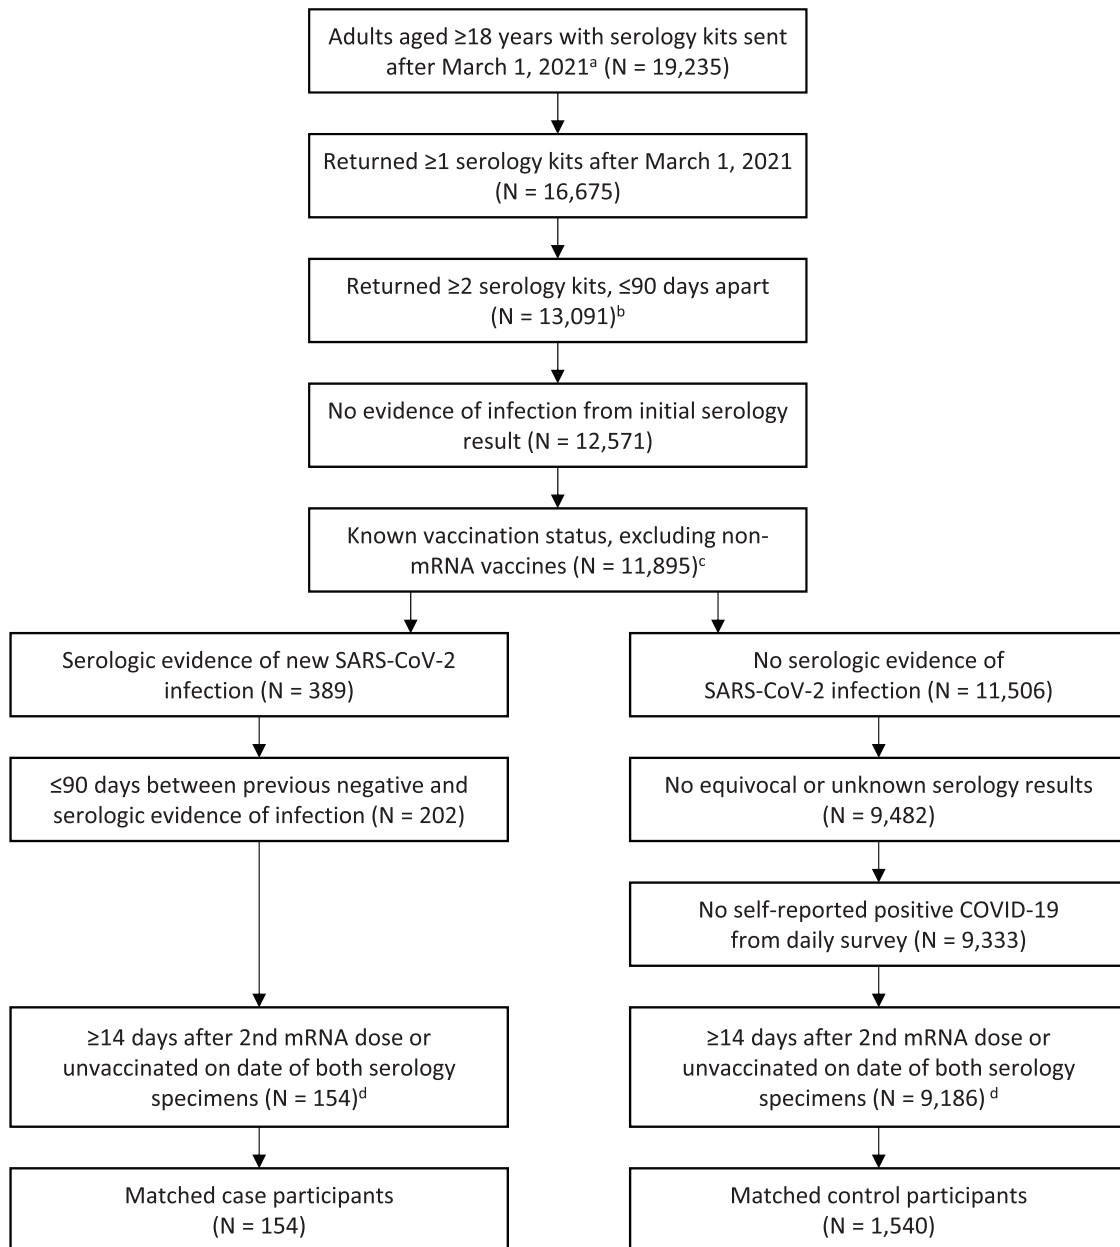 Adults aged ≥18 years with serology kits sent
after March 1, 2021ᵃ (N = 19,235)
Returned ≥1 serology kits after March 1, 2021
(N = 16,675)
Returned ≥2 serology kits, ≤90 days apart
(N = 13,091)ᵇ
No evidence of infection from initial serology
result (N = 12,571)
Known vaccination status, excluding non-
mRNA vaccines (N = 11,895)ᶜ
Serologic evidence of new SARS-CoV-2
infection (N = 389)
≤90 days between previous negative and
serologic evidence of infection (N = 202)
≥14 days after 2nd mRNA dose or
unvaccinated on date of both serology
specimens (N = 154)ᵈ
Matched case participants
(N = 154)
No serologic evidence of
SARS-CoV-2 infection (N = 11,506)
No equivocal or unknown serology results
(N = 9,482)
No self-reported positive COVID-19
from daily survey (N = 9,333)
≥14 days after 2nd mRNA dose or
unvaccinated on date of both serology
specimens (N = 9,186) ᵈ
Matched control participants
(N = 1,540)